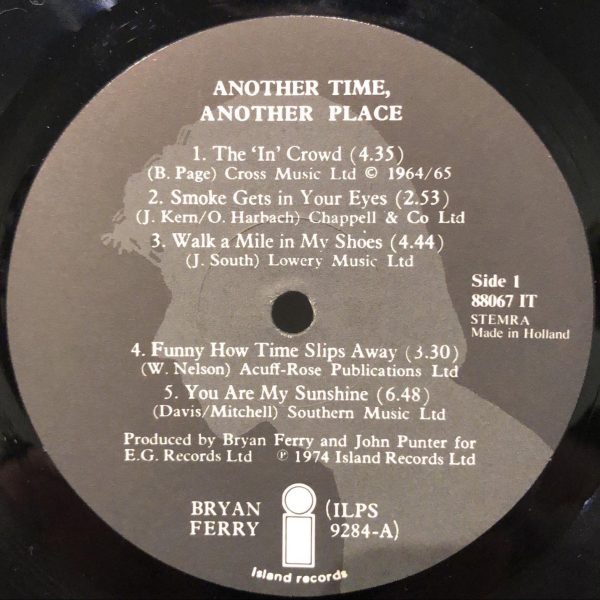 ANOTHER TIME,
ANOTHER PLACE
1. The ‘In’ Crowd (4.35)
(B. Page) Cross Music Ltd © 1964/65
2. Smoke Gets in Your Eyes (2.53)
(J. Kern/O. Harbach) Chappell & Co Ltd
3. Walk a Mile in My Shoes (4.44)
(J. South) Lowery Music Ltd
Side 1
88067 IT
STEMRA
Made in Holland
4. Funny How Time Slips Away (3.30)
(W. Nelson) Acuff-Rose Publications Ltd
5. You Are My Sunshine (6.48)
(Davis/Mitchell) Southern Music Ltd
Produced by Bryan Ferry and John Punter for
E.G. Records Ltd ℗ 1974 Island Records Ltd
BRYAN
FERRY
i
(ILPS
9284-A)
island records